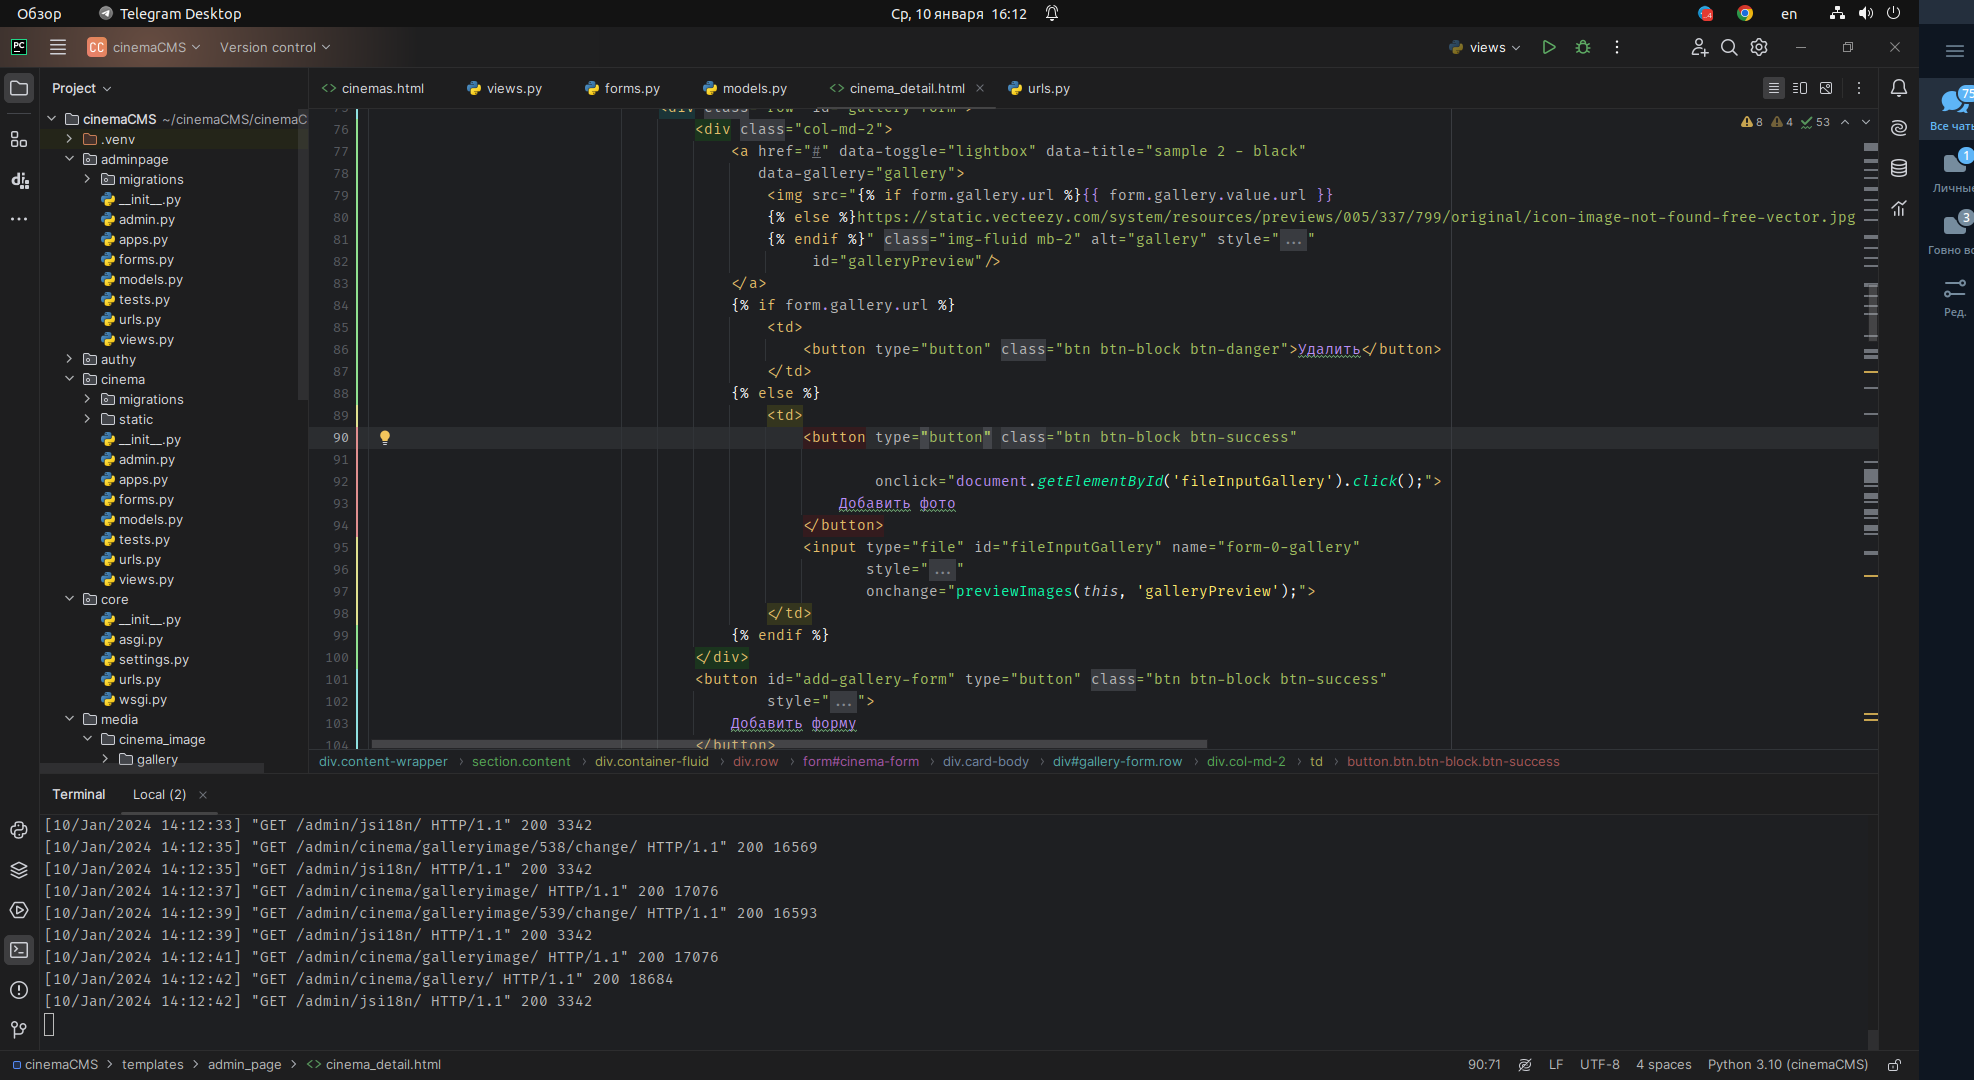 Обзор
Telegram Desktop
Ср, 10 января 16:12
en
CC cinemaCMS
Version control
views
Project
cinemas.html
views.py
forms.py
models.py
cinema_detail.html
urls.py
cinemaCMS ~/cinemaCMS/cinemaC
.venv
adminpage
migrations
__init__.py
admin.py
apps.py
forms.py
models.py
tests.py
urls.py
views.py
authy
cinema
migrations
static
__init__.py
admin.py
apps.py
forms.py
models.py
tests.py
urls.py
views.py
core
__init__.py
asgi.py
settings.py
urls.py
wsgi.py
media
cinema_image
gallery
8 4 53
75 <div class="row" id="gallery-form">
76 <div class="col-md-2">
77 <a href="#" data-toggle="lightbox" data-title="sample 2 - black"
78 data-gallery="gallery">
79 <img src="{% if form.gallery.url %}{{ form.gallery.value.url }}
80 {% else %}https://static.vecteezy.com/system/resources/previews/005/337/799/original/icon-image-not-found-free-vector.jpg
81 {% endif %}" class="img-fluid mb-2" alt="gallery" style="..."
82 id="galleryPreview"/>
83 </a>
84 {% if form.gallery.url %}
85 <td>
86 <button type="button" class="btn btn-block btn-danger">Удалить</button>
87 </td>
88 {% else %}
89 <td>
90 <button type="button" class="btn btn-block btn-success"
91
92 onclick="document.getElementById('fileInputGallery').click();">
93 Добавить фото
94 </button>
95 <input type="file" id="fileInputGallery" name="form-0-gallery"
96 style="..."
97 onchange="previewImages(this, 'galleryPreview');">
98 </td>
99 {% endif %}
100 </div>
101 <button id="add-gallery-form" type="button" class="btn btn-block btn-success"
102 style="...">
103 Добавить форму
104 </button>
div.content-wrapper
section.content
div.container-fluid
div.row
form#cinema-form
div.card-body
div#gallery-form.row
div.col-md-2
td
button.btn.btn-block.btn-success
Terminal
Local (2)
[10/Jan/2024 14:12:33] "GET /admin/jsi18n/ HTTP/1.1" 200 3342
[10/Jan/2024 14:12:35] "GET /admin/cinema/galleryimage/538/change/ HTTP/1.1" 200 16569
[10/Jan/2024 14:12:35] "GET /admin/jsi18n/ HTTP/1.1" 200 3342
[10/Jan/2024 14:12:37] "GET /admin/cinema/galleryimage/ HTTP/1.1" 200 17076
[10/Jan/2024 14:12:39] "GET /admin/cinema/galleryimage/539/change/ HTTP/1.1" 200 16593
[10/Jan/2024 14:12:39] "GET /admin/jsi18n/ HTTP/1.1" 200 3342
[10/Jan/2024 14:12:41] "GET /admin/cinema/galleryimage/ HTTP/1.1" 200 17076
[10/Jan/2024 14:12:42] "GET /admin/cinema/gallery/ HTTP/1.1" 200 18684
[10/Jan/2024 14:12:42] "GET /admin/jsi18n/ HTTP/1.1" 200 3342
cinemaCMS
templates
admin_page
cinema_detail.html
90:71
LF
UTF-8
4 spaces
Python 3.10 (cinemaCMS)
75
Все чаты
1
Личные
3
Говно вс
Ред.